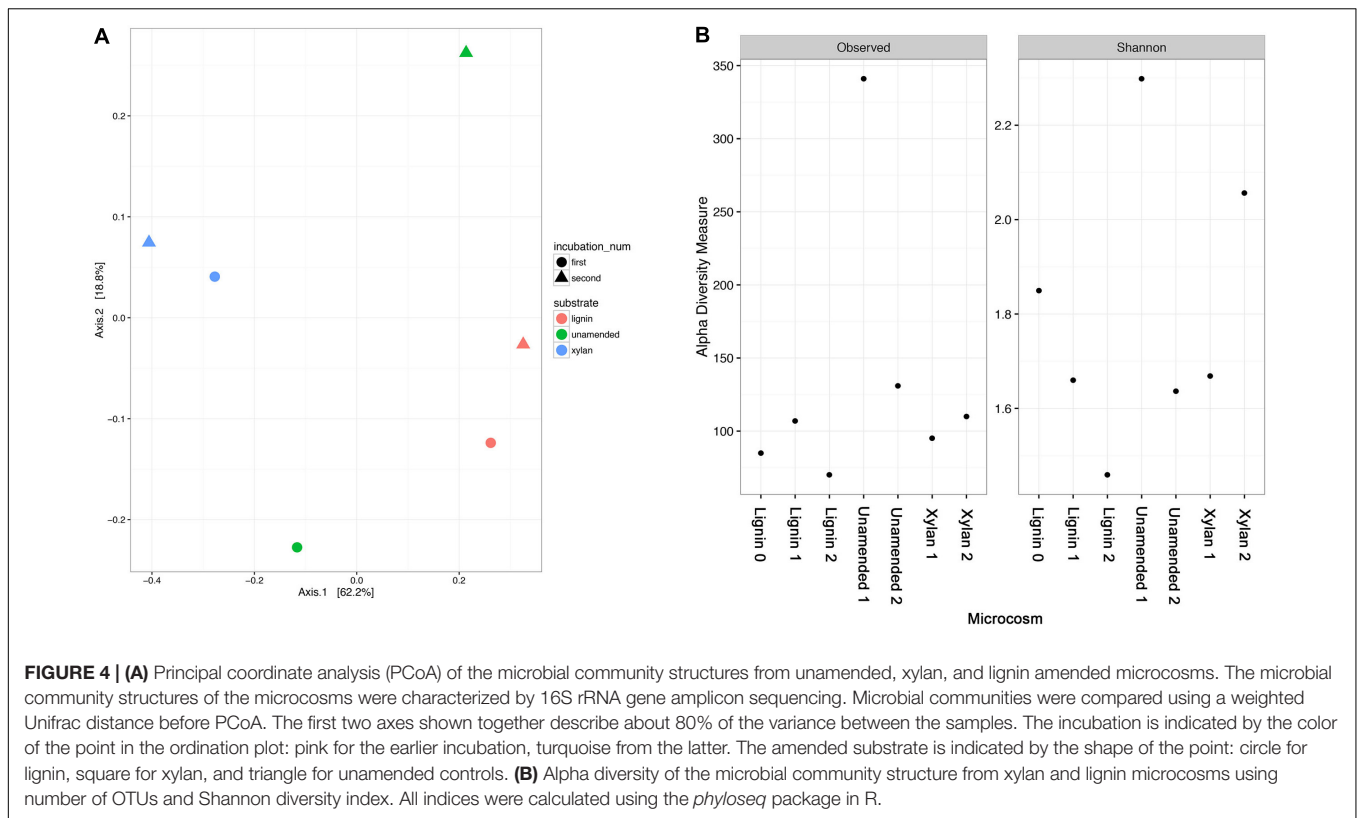 A
0.2
0.1
0.0
−0.1
−0.2
Axis.2 [18.8%]
−0.4 −0.2 0.0 0.2
Axis.1 [62.2%]
incubation_num
first
second
substrate
lignin
unamended
xylan
B
Observed Shannon
350
300
250
200
150
100
Alpha Diversity Measure
2.2
2.0
1.8
1.6
Lignin 0
Lignin 1
Lignin 2
Unamended 1
Unamended 2
Xylan 1
Xylan 2
Lignin 0
Lignin 1
Lignin 2
Unamended 1
Unamended 2
Xylan 1
Xylan 2
Microcosm
FIGURE 4 | (A) Principal coordinate analysis (PCoA) of the microbial community structures from unamended, xylan, and lignin amended microcosms. The microbial
community structures of the microcosms were characterized by 16S rRNA gene amplicon sequencing. Microbial communities were compared using a weighted
Unifrac distance before PCoA. The first two axes shown together describe about 80% of the variance between the samples. The incubation is indicated by the color
of the point in the ordination plot: pink for the earlier incubation, turquoise from the latter. The amended substrate is indicated by the shape of the point: circle for
lignin, square for xylan, and triangle for unamended controls. (B) Alpha diversity of the microbial community structure from xylan and lignin microcosms using
number of OTUs and Shannon diversity index. All indices were calculated using the phyloseq package in R.